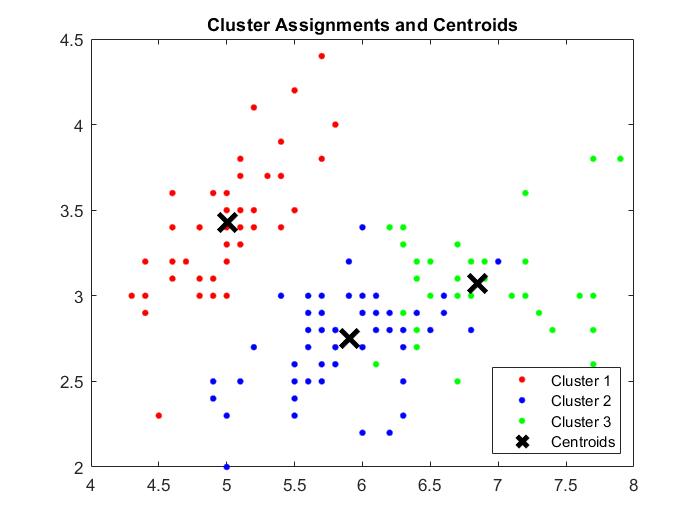 Cluster Assignments and Centroids
4.5
4
3.5
3
2.5
2
4 4.5 5 5.5 6 6.5 7 7.5 8
Cluster 1
Cluster 2
Cluster 3
Centroids